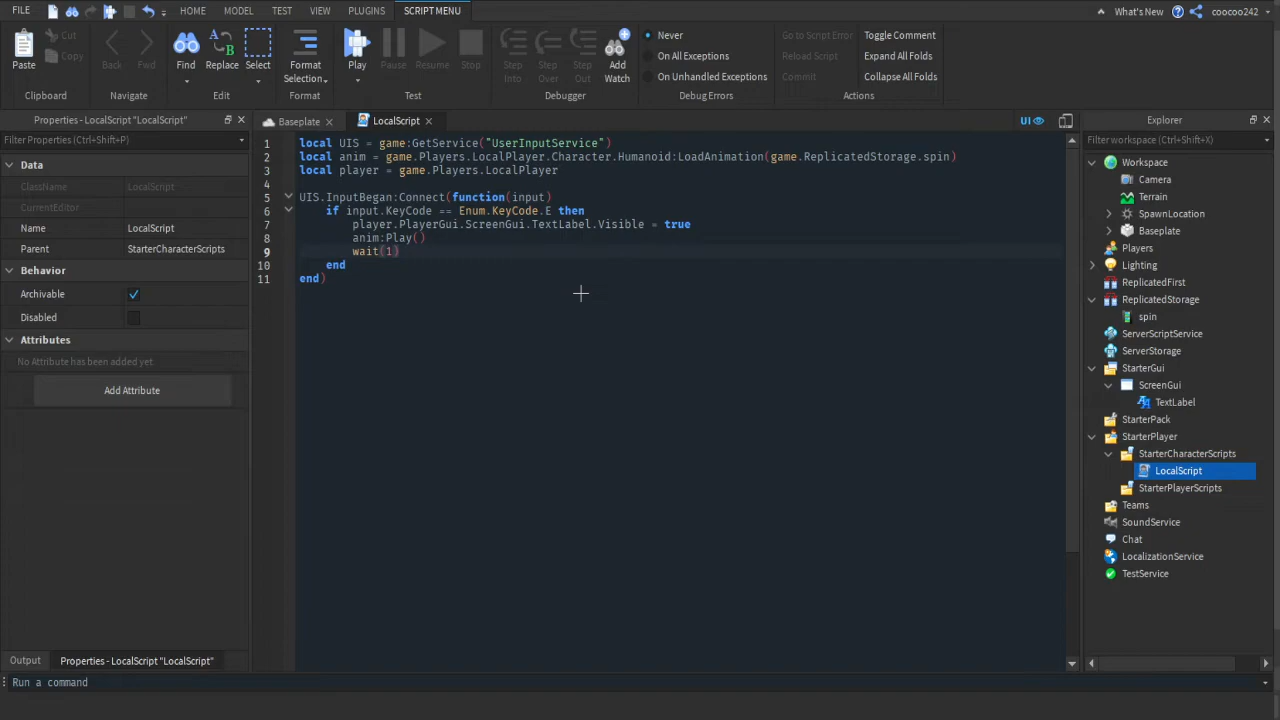 FILE
HOME
MODEL
TEST
VIEW
PLUGINS
SCRIPT MENU
What's New
coocoo242
Paste
Cut
Copy
Clipboard
Back
Fwd
Navigate
Find
Replace
Select
Edit
Format
Selection
Format
Play
Pause
Resume
Stop
Test
Step
Into
Step
Over
Step
Out
Add
Watch
Debugger
Never
On All Exceptions
On Unhandled Exceptions
Debug Errors
Go to Script Error
Reload Script
Commit
Toggle Comment
Expand All Folds
Collapse All Folds
Actions
Properties - LocalScript "LocalScript"
Filter Properties (Ctrl+Shift+P)
Data
ClassName LocalScript
CurrentEditor
Name LocalScript
Parent StarterCharacterScripts
Behavior
Archivable
Disabled
Attributes
No Attribute has been added yet
Add Attribute
Output
Properties - LocalScript "LocalScript"
Baseplate
LocalScript
UI
1 local UIS = game:GetService("UserInputService")
2 local anim = game.Players.LocalPlayer.Character.Humanoid:LoadAnimation(game.ReplicatedStorage.spin)
3 local player = game.Players.LocalPlayer
4
5 UIS.InputBegan:Connect(function(input)
6 if input.KeyCode == Enum.KeyCode.E then
7 player.PlayerGui.ScreenGui.TextLabel.Visible = true
8 anim:Play()
9 wait(1)
10 end
11 end)
Explorer
Filter workspace (Ctrl+Shift+X)
Workspace
Camera
Terrain
SpawnLocation
Baseplate
Players
Lighting
ReplicatedFirst
ReplicatedStorage
spin
ServerScriptService
ServerStorage
StarterGui
ScreenGui
TextLabel
StarterPack
StarterPlayer
StarterCharacterScripts
LocalScript
StarterPlayerScripts
Teams
SoundService
Chat
LocalizationService
TestService
Run a command